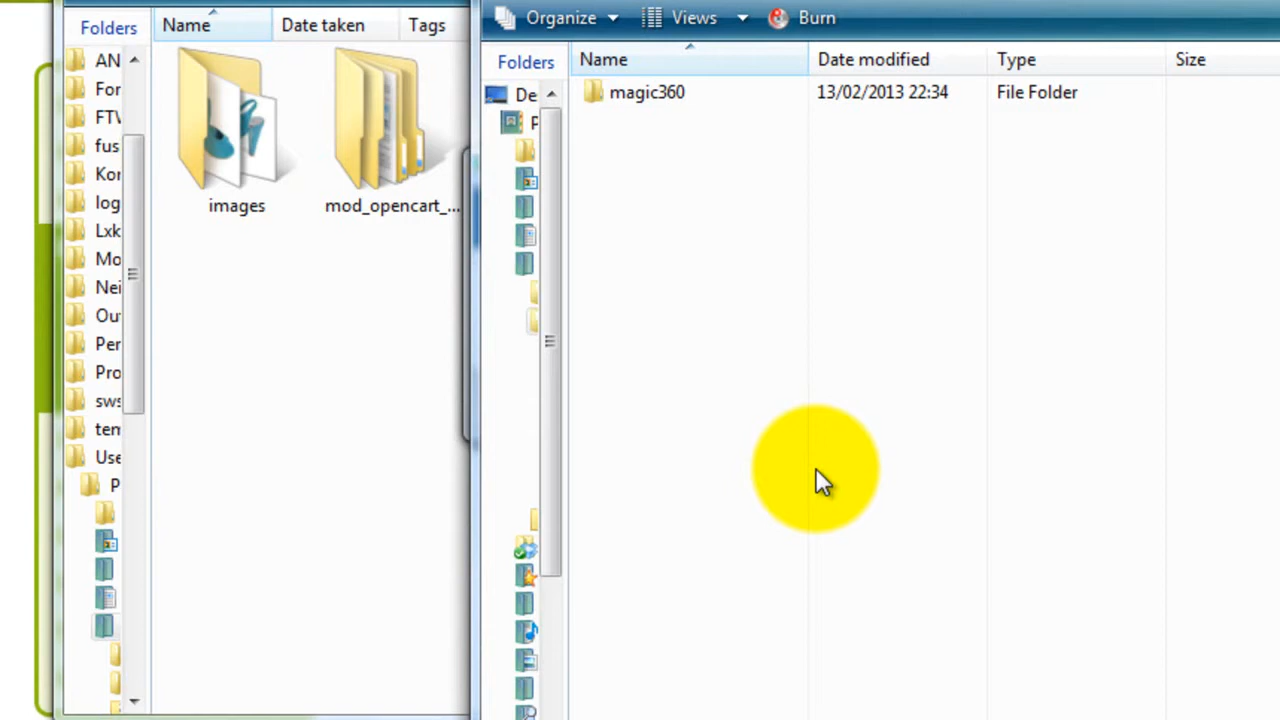 Folders
AN
For
FTV
fus
Kor
log
Lxk
Mo
Nei
Ou
Per
Pro
sws
tem
Use
P
Name Date taken Tags
images
mod_opencart_...
Organize Views Burn
Folders
De
P
Name Date modified Type Size
magic360 13/02/2013 22:34 File Folder